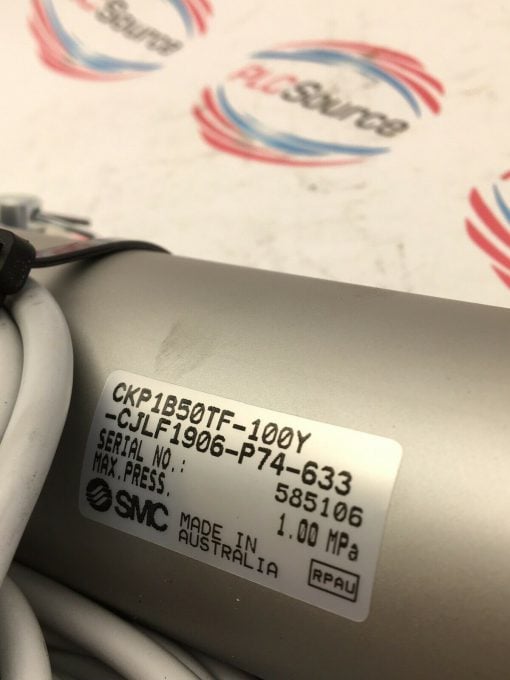 PLCSource
PLCSource
CKP1B50TF-100Y
-CJLF1906-P74-633
SERIAL NO.: 585106
MAX.PRESS. 1.00 MPa
SMC
MADE IN
AUSTRALIA
RPAU